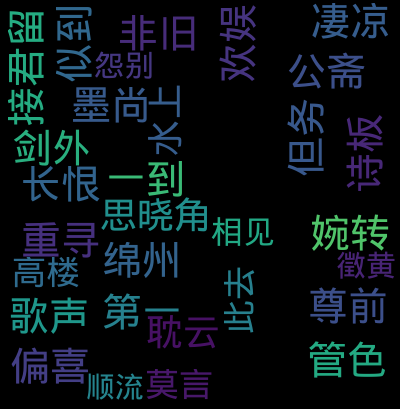 接君留
似到
非旧
欢娱
凄凉
怨别
公斋
墨尚
水上
但务
诗板
剑外
长恨
一到
思晓角
相见
婉转
重寻
绵州
徵黄
高楼
此去
歌声
第一
耽云
尊前
偏喜
顺流
莫言
管色